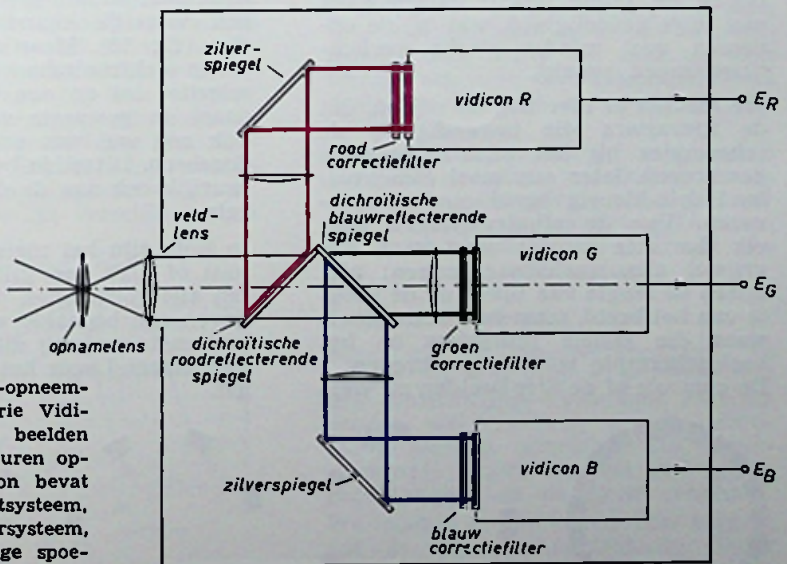 zilver-
spiegel
vidicon R
E_R
rood
correctiefilter
dichroïtische
blauwreflecterende
spiegel
veld-
lens
vidicon G
E_G
opnamelens
dichroïtische
roodreflecterende
spiegel
groen
correctiefilter
zilverspiegel
vidicon B
E_B
blauw
correctiefilter
-opneem-
rie Vidi-
beelden
uren op-
on bevat
tsysteem,
rsysteem,
ge spoe-